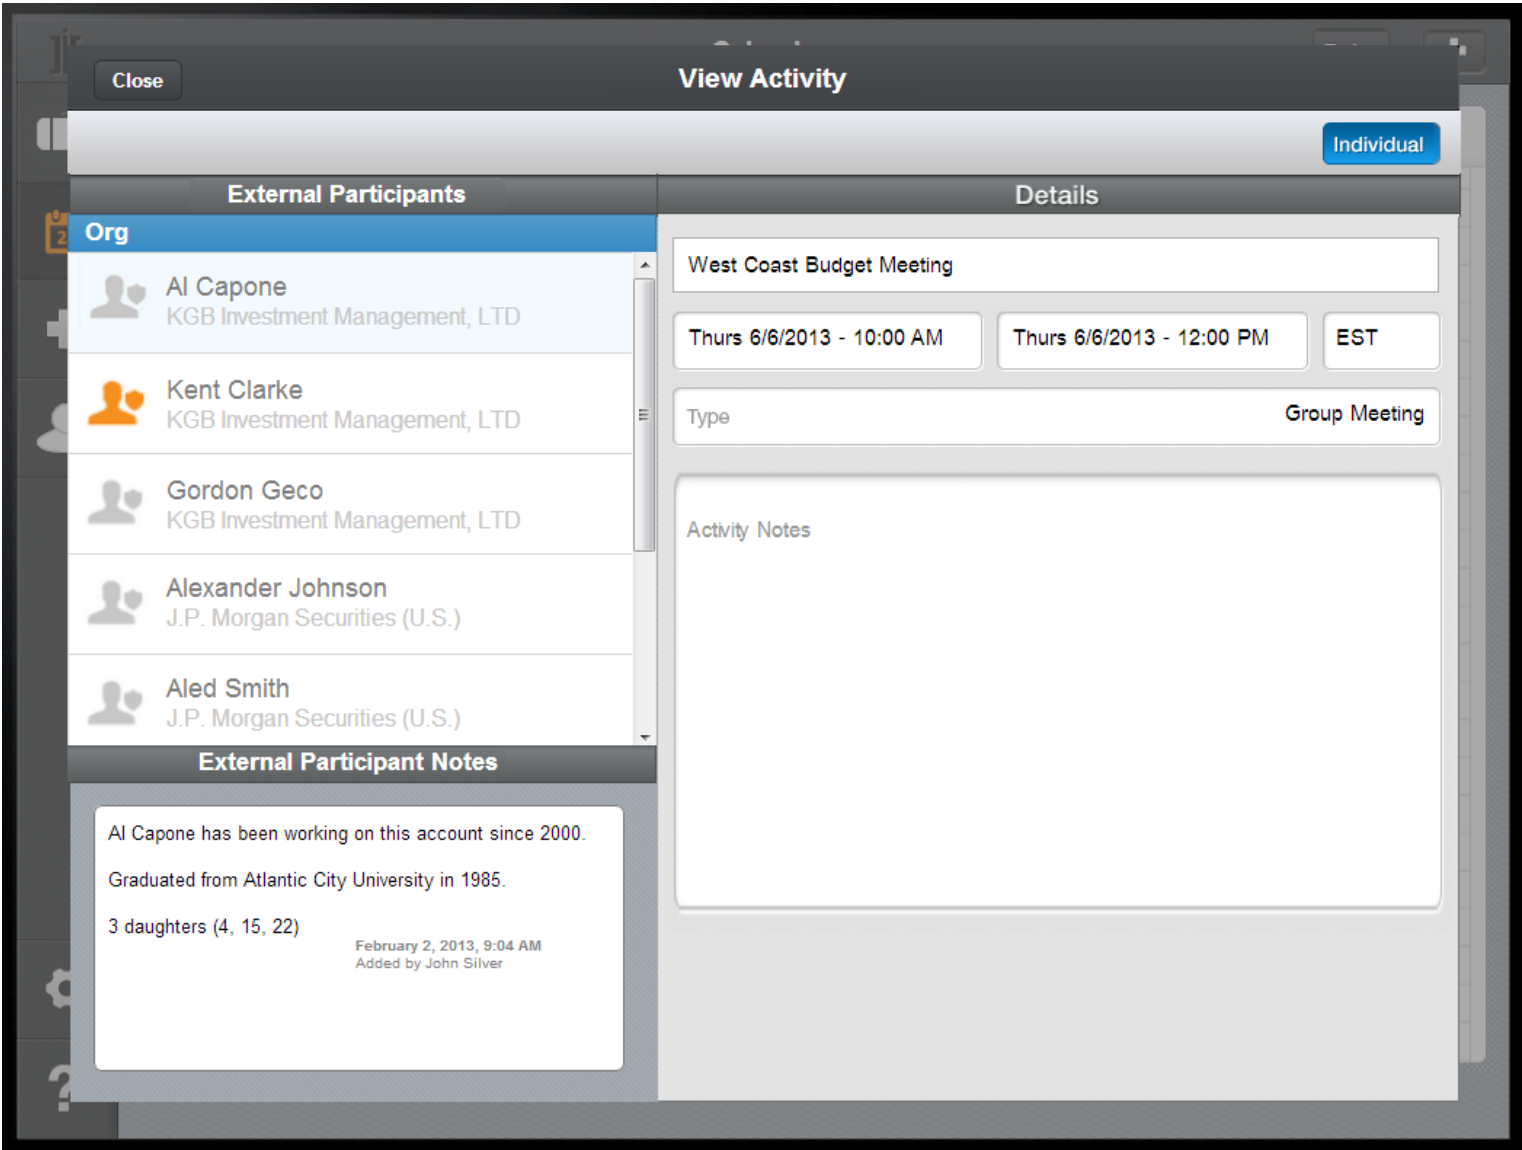 Close
View Activity
Individual
External Participants
Details
Org
Al Capone
KGB Investment Management, LTD
Kent Clarke
KGB Investment Management, LTD
Gordon Geco
KGB Investment Management, LTD
Alexander Johnson
J.P. Morgan Securities (U.S.)
Aled Smith
J.P. Morgan Securities (U.S.)
External Participant Notes
Al Capone has been working on this account since 2000.
Graduated from Atlantic City University in 1985.
3 daughters (4, 15, 22)
February 2, 2013, 9:04 AM
Added by John Silver
West Coast Budget Meeting
Thurs 6/6/2013 - 10:00 AM
Thurs 6/6/2013 - 12:00 PM
EST
Type
Group Meeting
Activity Notes
2
?